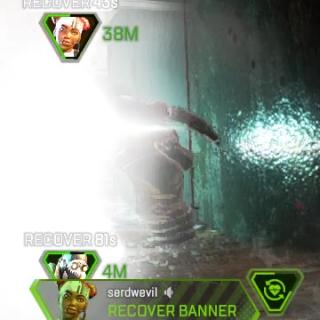 RECOVER 43s
38M
RECOVER 81s
4M
serdwevil
RECOVER BANNER